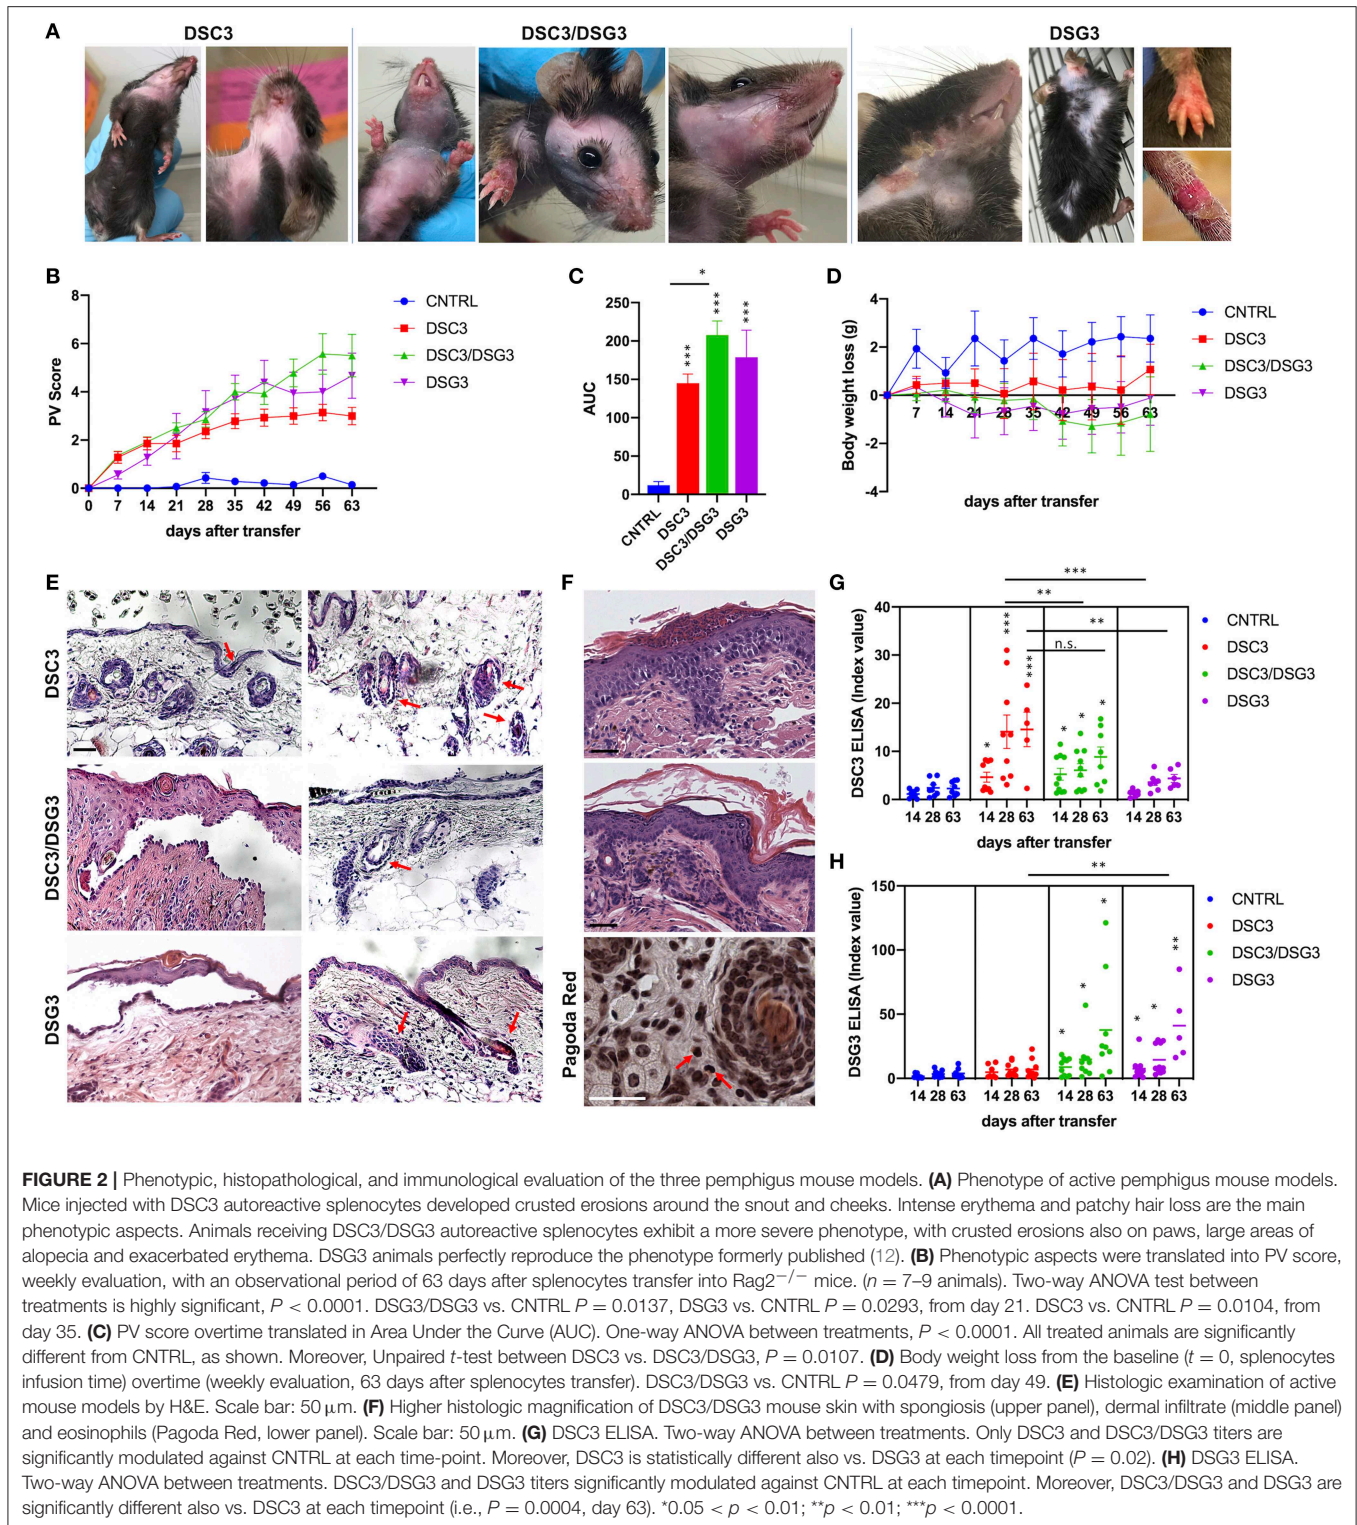 A
DSC3
DSC3/DSG3
DSG3
B
PV Score
8
6
4
2
0
0 7 14 21 28 35 42 49 56 63
days after transfer
CNTRL
DSC3
DSC3/DSG3
DSG3
C
AUC
250
200
150
100
50
0
*
***
***
***
CNTRL
DSC3
DSC3/DSG3
DSG3
D
Body weight loss (g)
4
2
0
-2
-4
7 14 21 28 35 42 49 56 63
days after transfer
CNTRL
DSC3
DSC3/DSG3
DSG3
E
DSC3
DSC3/DSG3
DSG3
F
Pagoda Red
G
DSC3 ELISA (Index value)
40
30
20
10
0
***
**
**
n.s.
*
***
***
*
*
*
14 28 63 14 28 63 14 28 63 14 28 63
days after transfer
CNTRL
DSC3
DSC3/DSG3
DSG3
H
DSG3 ELISA (Index value)
150
100
50
0
**
*
*
*
*
*
**
14 28 63 14 28 63 14 28 63 14 28 63
days after transfer
CNTRL
DSC3
DSC3/DSG3
DSG3
FIGURE 2 | Phenotypic, histopathological, and immunological evaluation of the three pemphigus mouse models. (A) Phenotype of active pemphigus mouse models.
Mice injected with DSC3 autoreactive splenocytes developed crusted erosions around the snout and cheeks. Intense erythema and patchy hair loss are the main
phenotypic aspects. Animals receiving DSC3/DSG3 autoreactive splenocytes exhibit a more severe phenotype, with crusted erosions also on paws, large areas of
alopecia and exacerbated erythema. DSG3 animals perfectly reproduce the phenotype formerly published (12). (B) Phenotypic aspects were translated into PV score,
weekly evaluation, with an observational period of 63 days after splenocytes transfer into Rag2−/− mice. (n = 7–9 animals). Two-way ANOVA test between
treatments is highly significant, P < 0.0001. DSG3/DSG3 vs. CNTRL P = 0.0137, DSG3 vs. CNTRL P = 0.0293, from day 21. DSC3 vs. CNTRL P = 0.0104, from
day 35. (C) PV score overtime translated in Area Under the Curve (AUC). One-way ANOVA between treatments, P < 0.0001. All treated animals are significantly
different from CNTRL, as shown. Moreover, Unpaired t-test between DSC3 vs. DSC3/DSG3, P = 0.0107. (D) Body weight loss from the baseline (t = 0, splenocytes
infusion time) overtime (weekly evaluation, 63 days after splenocytes transfer). DSC3/DSG3 vs. CNTRL P = 0.0479, from day 49. (E) Histologic examination of active
mouse models by H&E. Scale bar: 50 μm. (F) Higher histologic magnification of DSC3/DSG3 mouse skin with spongiosis (upper panel), dermal infiltrate (middle panel)
and eosinophils (Pagoda Red, lower panel). Scale bar: 50 μm. (G) DSC3 ELISA. Two-way ANOVA between treatments. Only DSC3 and DSC3/DSG3 titers are
significantly modulated against CNTRL at each time-point. Moreover, DSC3 is statistically different also vs. DSG3 at each timepoint (P = 0.02). (H) DSG3 ELISA.
Two-way ANOVA between treatments. DSC3/DSG3 and DSG3 titers significantly modulated against CNTRL at each timepoint. Moreover, DSC3/DSG3 and DSG3 are
significantly different also vs. DSC3 at each timepoint (i.e., P = 0.0004, day 63). *0.05 < p < 0.01; **p < 0.01; ***p < 0.0001.